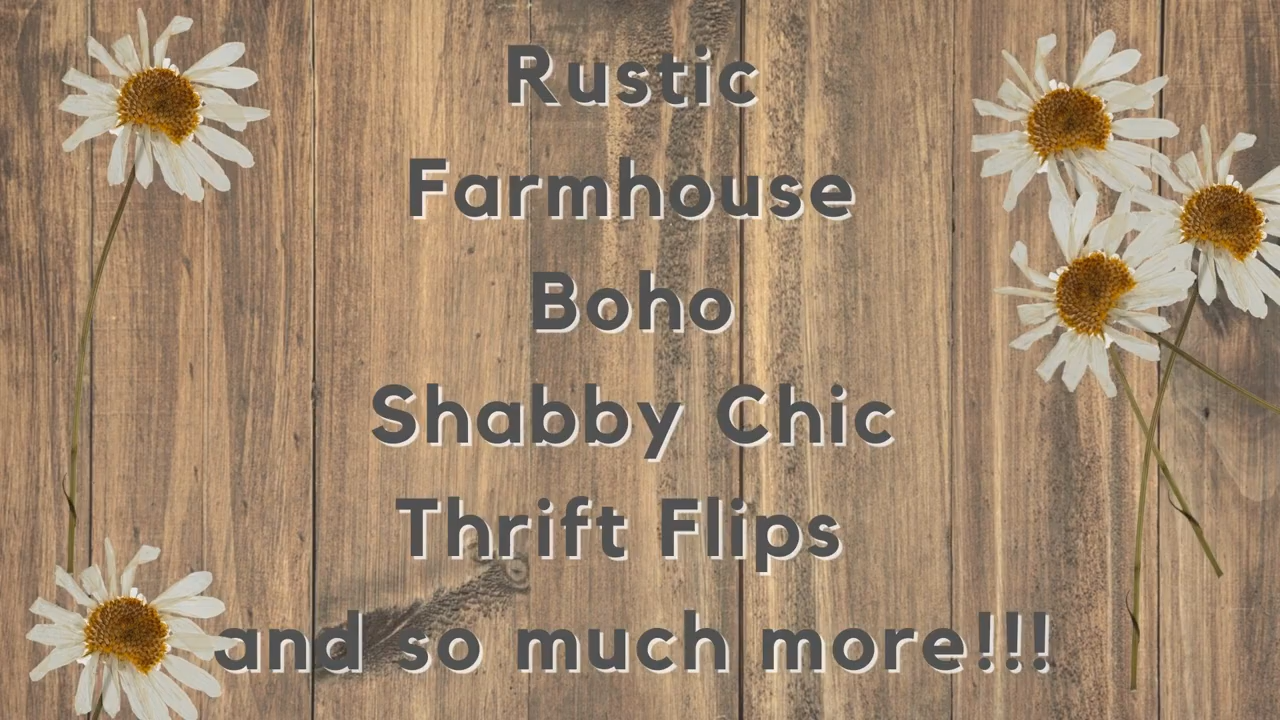 Rustic
Farmhouse
Boho
Shabby Chic
Thrift Flips
and so much more!!!